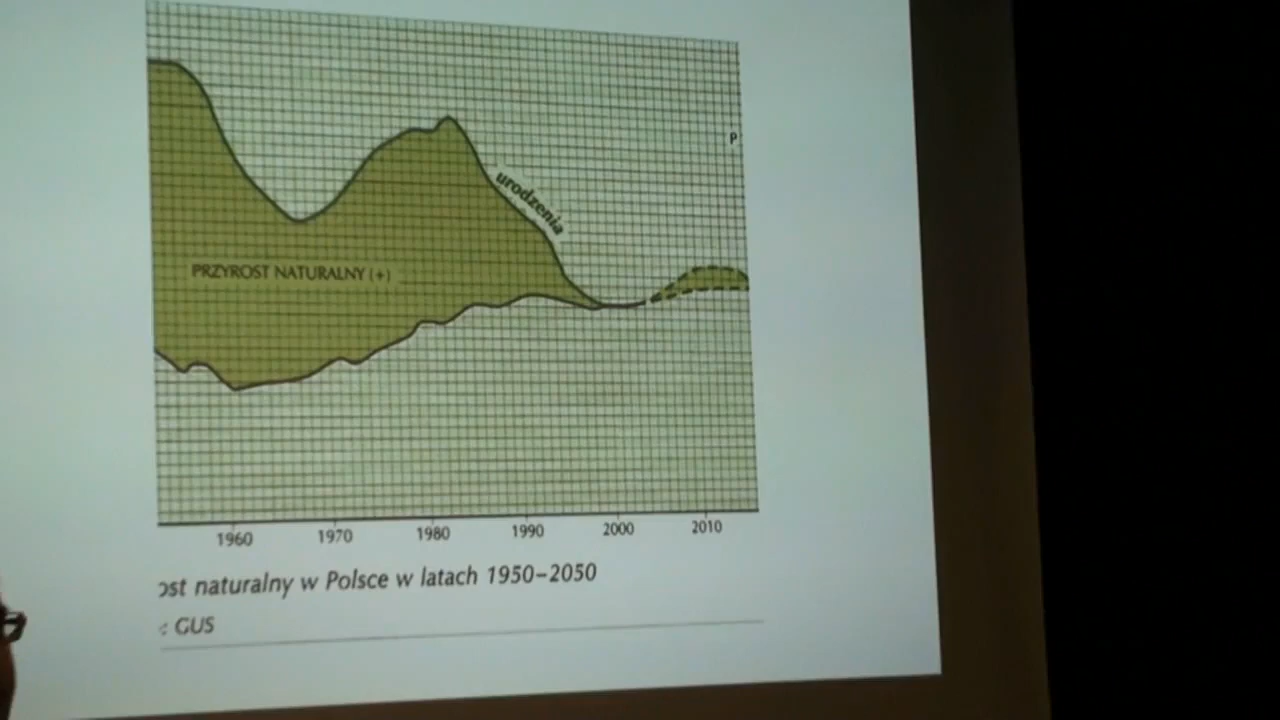 P
urodzenia
PRZYROST NATURALNY (+)
1960 1970 1980 1990 2000 2010
ost naturalny w Polsce w latach 1950–2050
: GUS